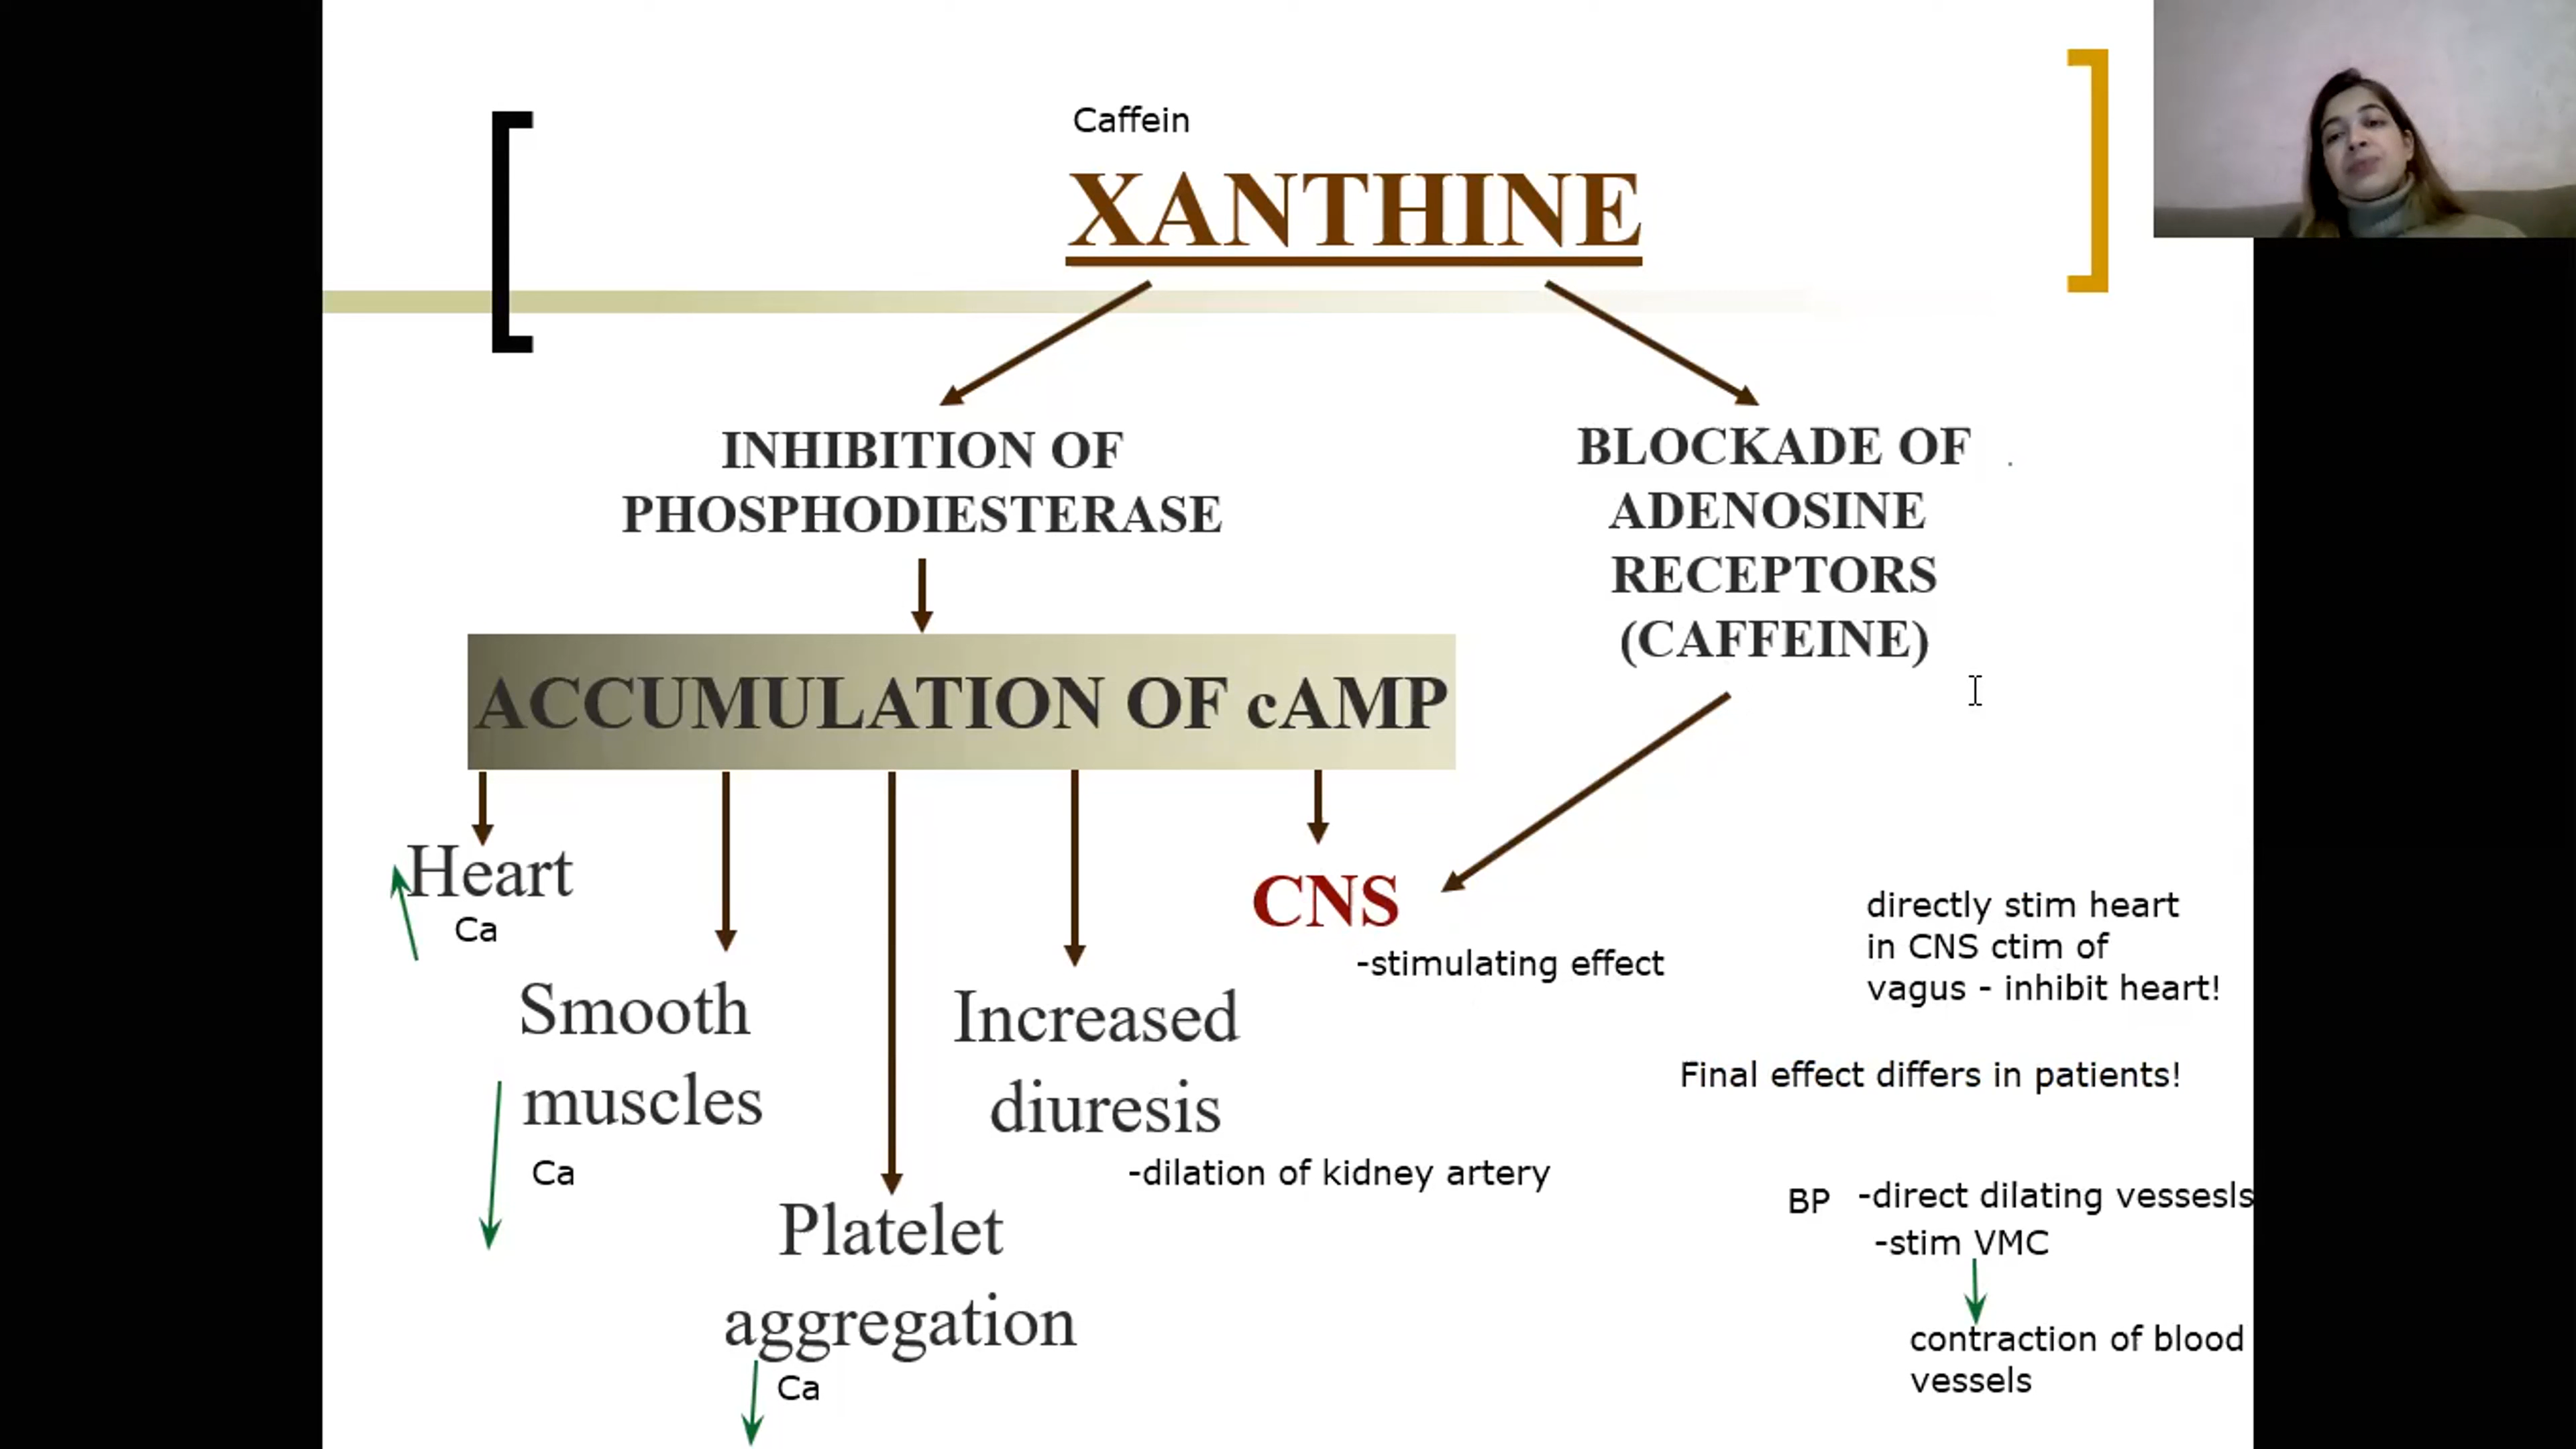 Caffein
XANTHINE
INHIBITION OF
PHOSPHODIESTERASE
BLOCKADE OF
ADENOSINE
RECEPTORS
(CAFFEINE)
ACCUMULATION OF cAMP
Heart
Ca
Smooth
muscles
Ca
Platelet
aggregation
Ca
Increased
diuresis
-dilation of kidney artery
CNS
-stimulating effect
directly stim heart
in CNS ctim of
vagus - inhibit heart!
Final effect differs in patients!
BP -direct dilating vessesls
-stim VMC
contraction of blood
vessels